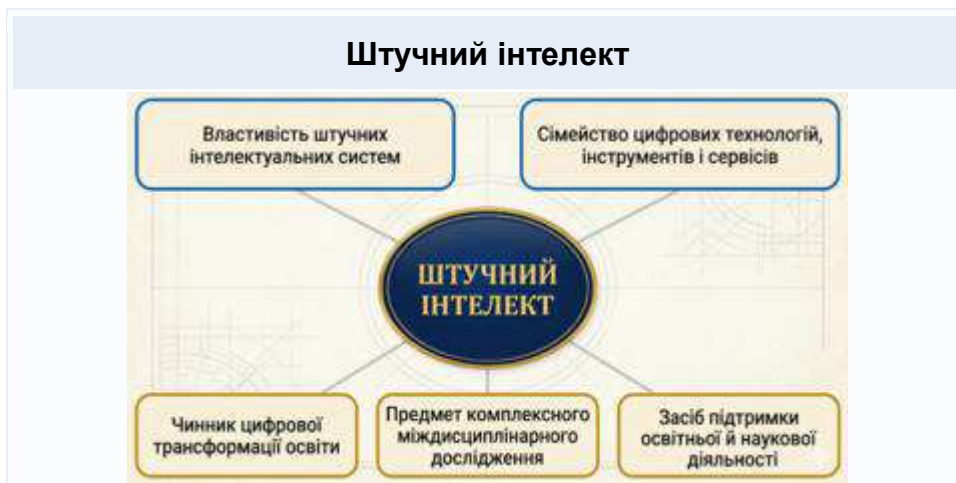 Штучний інтелект
Властивість штучних
інтелектуальних систем
Сімейство цифрових технологій,
інструментів і сервісів
ШТУЧНИЙ
ІНТЕЛЕКТ
Чинник цифрової
трансформації освіти
Предмет комплексного
міждисциплінарного
дослідження
Засіб підтримки
освітньої й наукової
діяльності